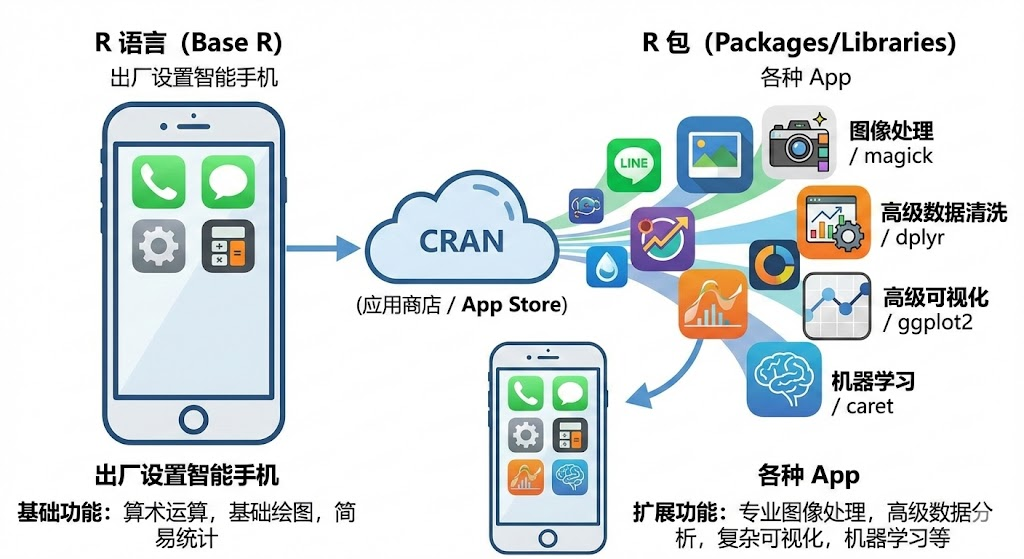 R 语言（Base R）
出厂设置智能手机
R 包（Packages/Libraries）
各种 App
LINE
图像处理
/ magick
高级数据清洗
/ dplyr
CRAN
(应用商店 / App Store)
高级可视化
/ ggplot2
机器学习
/ caret
出厂设置智能手机
基础功能：算术运算，基础绘图，简
易统计
各种 App
扩展功能：专业图像处理，高级数据分
析，复杂可视化，机器学习等